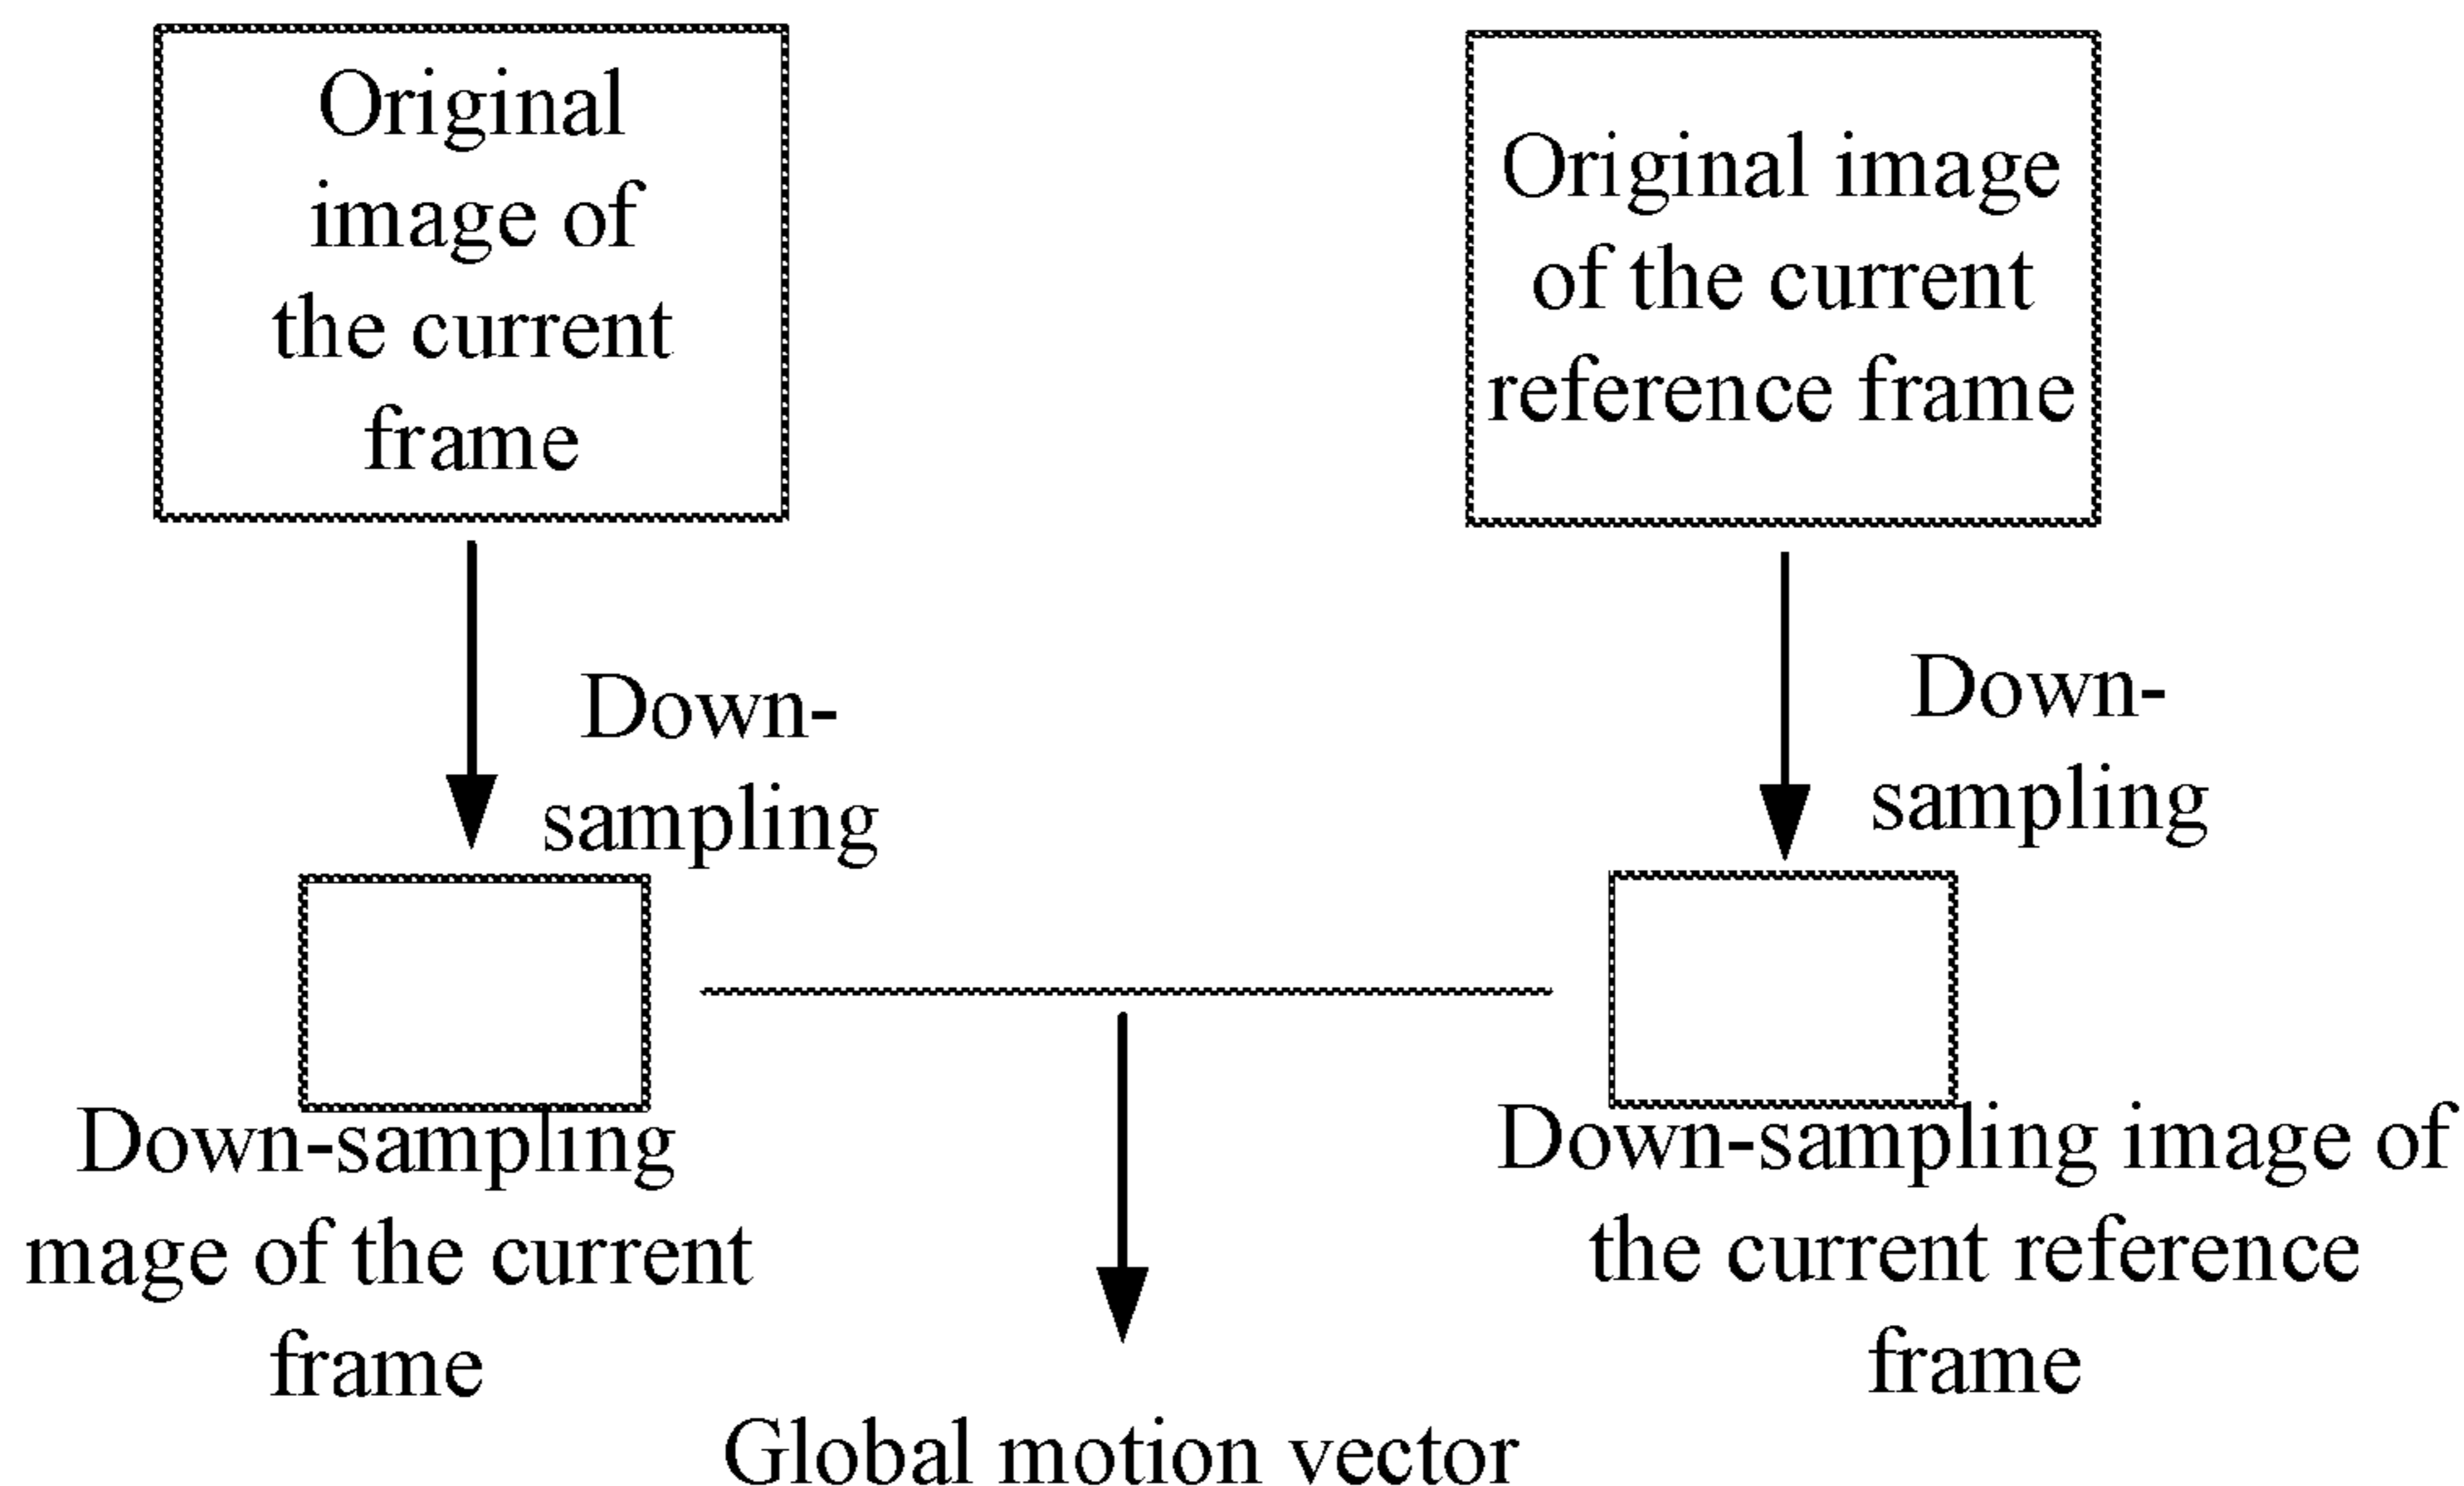 Original
image of
the current
frame
Original image
of the current
reference frame
Down-
sampling
Down-
sampling
Down-sampling
mage of the current
frame
Down-sampling image of
the current reference
frame
Global motion vector